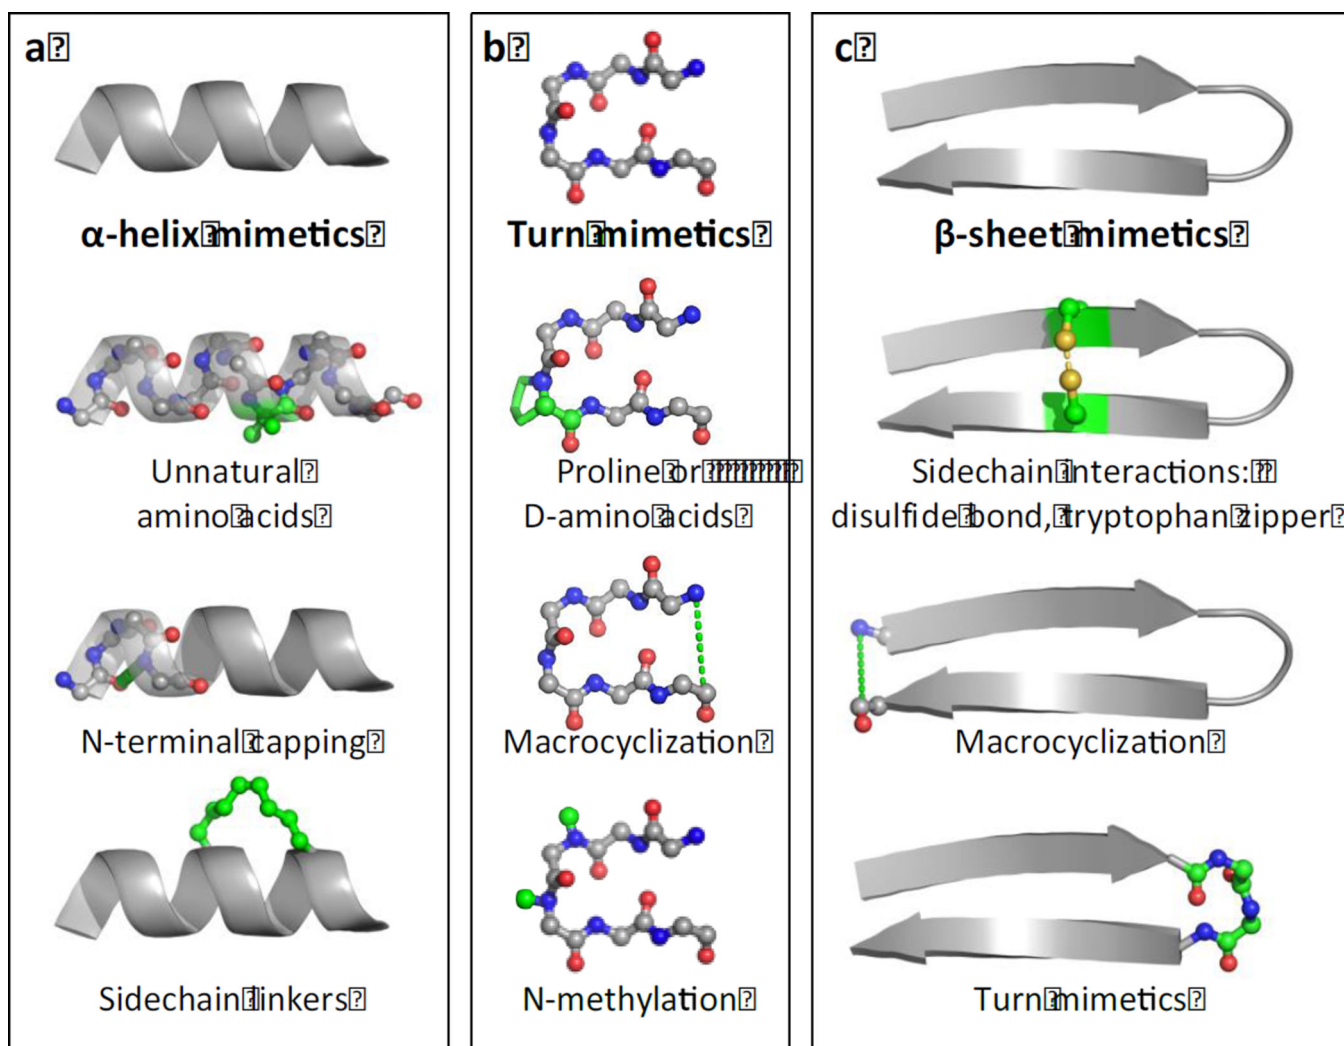 a
α-helix mimetics
Unnatural
amino acids
N-terminal capping
Sidechain linkers
b
Turn mimetics
Proline or
D-amino acids
Macrocyclization
N-methylation
c
β-sheet mimetics
Sidechain interactions:
disulfide bond, tryptophan zipper
Macrocyclization
Turn mimetics